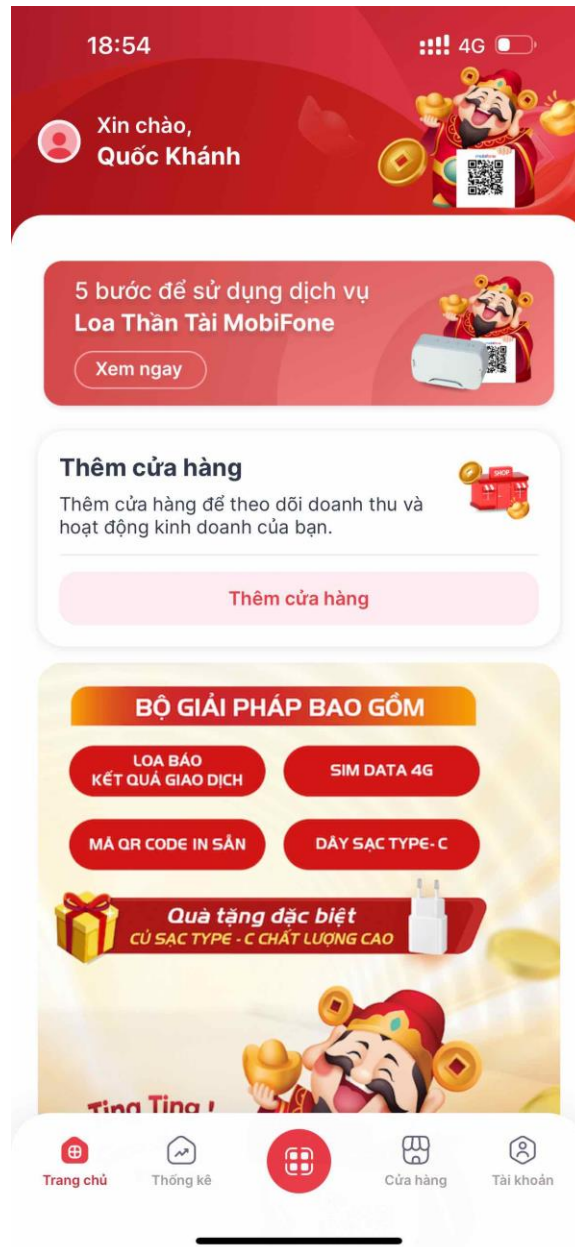 18:54
4G
Xin chào,
Quốc Khánh
5 bước để sử dụng dịch vụ
Loa Thần Tài MobiFone
Xem ngay
Thêm cửa hàng
SHOP
Thêm cửa hàng để theo dõi doanh thu và
hoạt động kinh doanh của bạn.
Thêm cửa hàng
BỘ GIẢI PHÁP BAO GỒM
LOA BÁO
KẾT QUẢ GIAO DỊCH
SIM DATA 4G
MÃ QR CODE IN SẴN
DÂY SẠC TYPE-C
Quà tặng đặc biệt
CỦ SẠC TYPE - C CHẤT LƯỢNG CAO
Ting Ting !
Trang chủ
Thống kê
Cửa hàng
Tài khoản